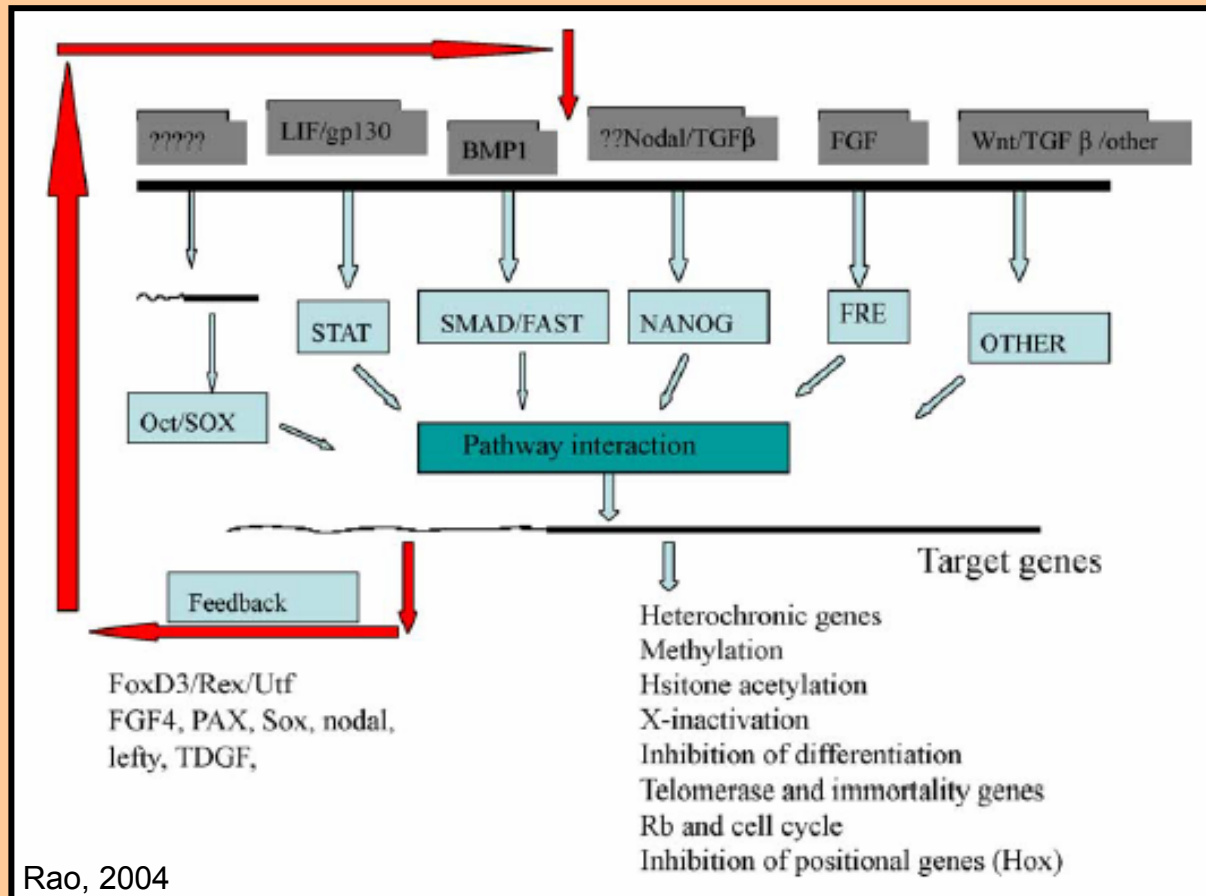 ?????
LIF/gp130
BMP1
??Nodal/TGFβ
FGF
Wnt/TGF β /other
STAT
SMAD/FAST
NANOG
FRE
OTHER
Oct/SOX
Pathway interaction
Target genes
Feedback
FoxD3/Rex/Utf
FGF4, PAX, Sox, nodal,
lefty, TDGF,
Heterochronic genes
Methylation
Hsitone acetylation
X-inactivation
Inhibition of differentiation
Telomerase and immortality genes
Rb and cell cycle
Inhibition of positional genes (Hox)
Rao, 2004